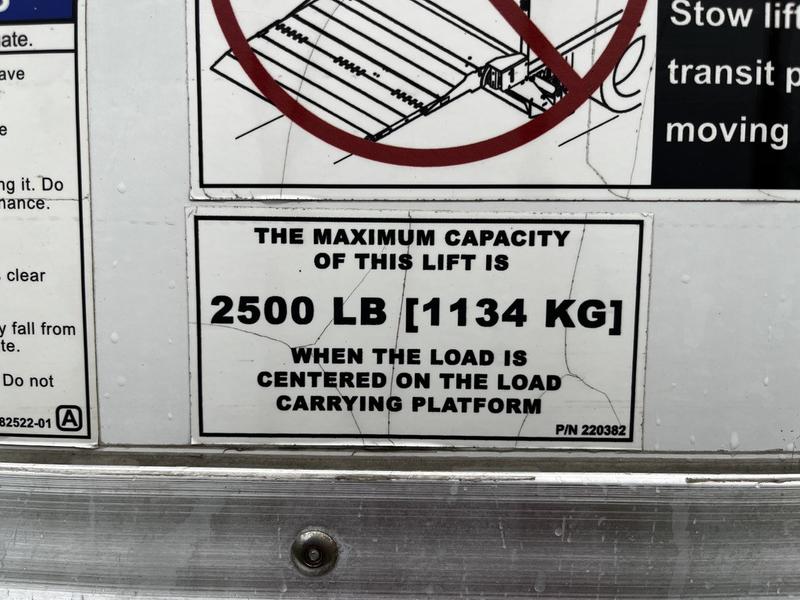 ate.
ave
e
ng it. Do
nance.
clear
y fall from
te.
Do not
82522-01 A
Stow lift
transit p
moving
THE MAXIMUM CAPACITY
OF THIS LIFT IS
2500 LB [1134 KG]
WHEN THE LOAD IS
CENTERED ON THE LOAD
CARRYING PLATFORM
P/N 220382